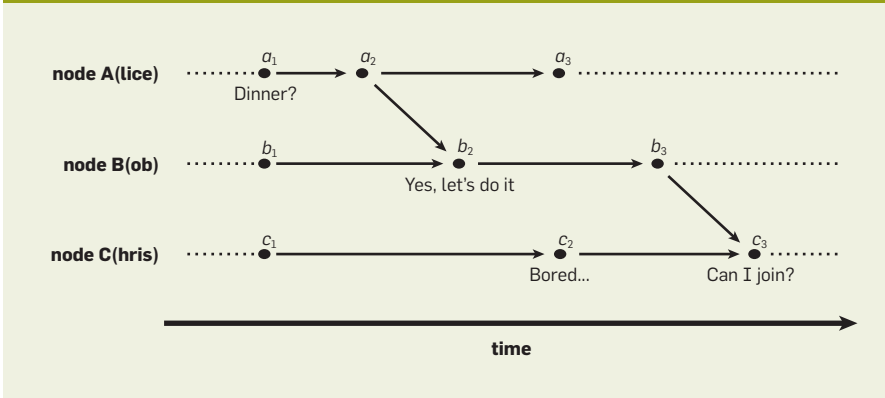 node A(lice) a₁ a₂ a₃
Dinner?
node B(ob) b₁ b₂ b₃
Yes, let's do it
node C(hris) c₁ c₂ c₃
Bored... Can I join?
time